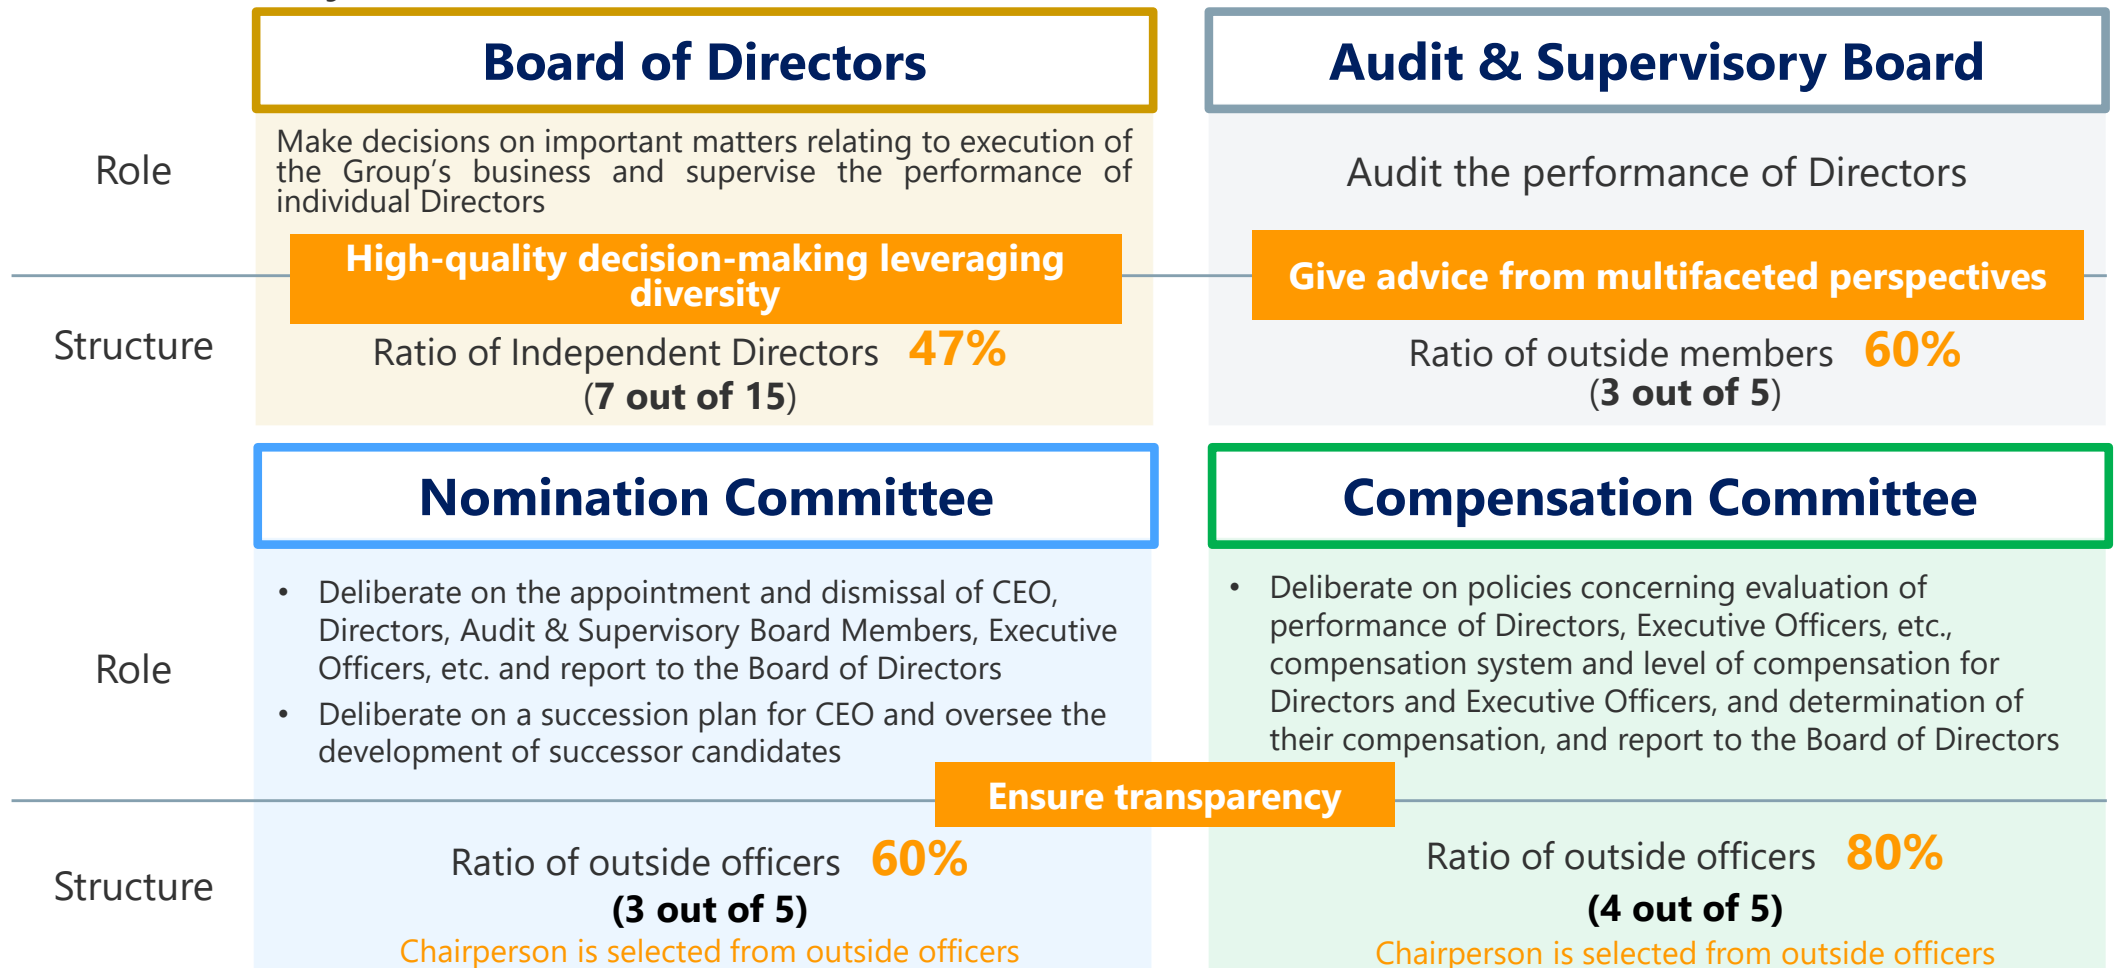 Board of Directors
Audit & Supervisory Board
Role
Make decisions on important matters relating to execution of
the Group's business and supervise the performance of
individual Directors
Audit the performance of Directors
High-quality decision-making leveraging
diversity
Give advice from multifaceted perspectives
Structure
Ratio of Independent Directors 47%
(7 out of 15)
Ratio of outside members 60%
(3 out of 5)
Nomination Committee
Compensation Committee
Role
• Deliberate on the appointment and dismissal of CEO,
Directors, Audit & Supervisory Board Members, Executive
Officers, etc. and report to the Board of Directors
• Deliberate on a succession plan for CEO and oversee the
development of successor candidates
• Deliberate on policies concerning evaluation of
performance of Directors, Executive Officers, etc.,
compensation system and level of compensation for
Directors and Executive Officers, and determination of
their compensation, and report to the Board of Directors
Ensure transparency
Structure
Ratio of outside officers 60%
(3 out of 5)
Chairperson is selected from outside officers
Ratio of outside officers 80%
(4 out of 5)
Chairperson is selected from outside officers